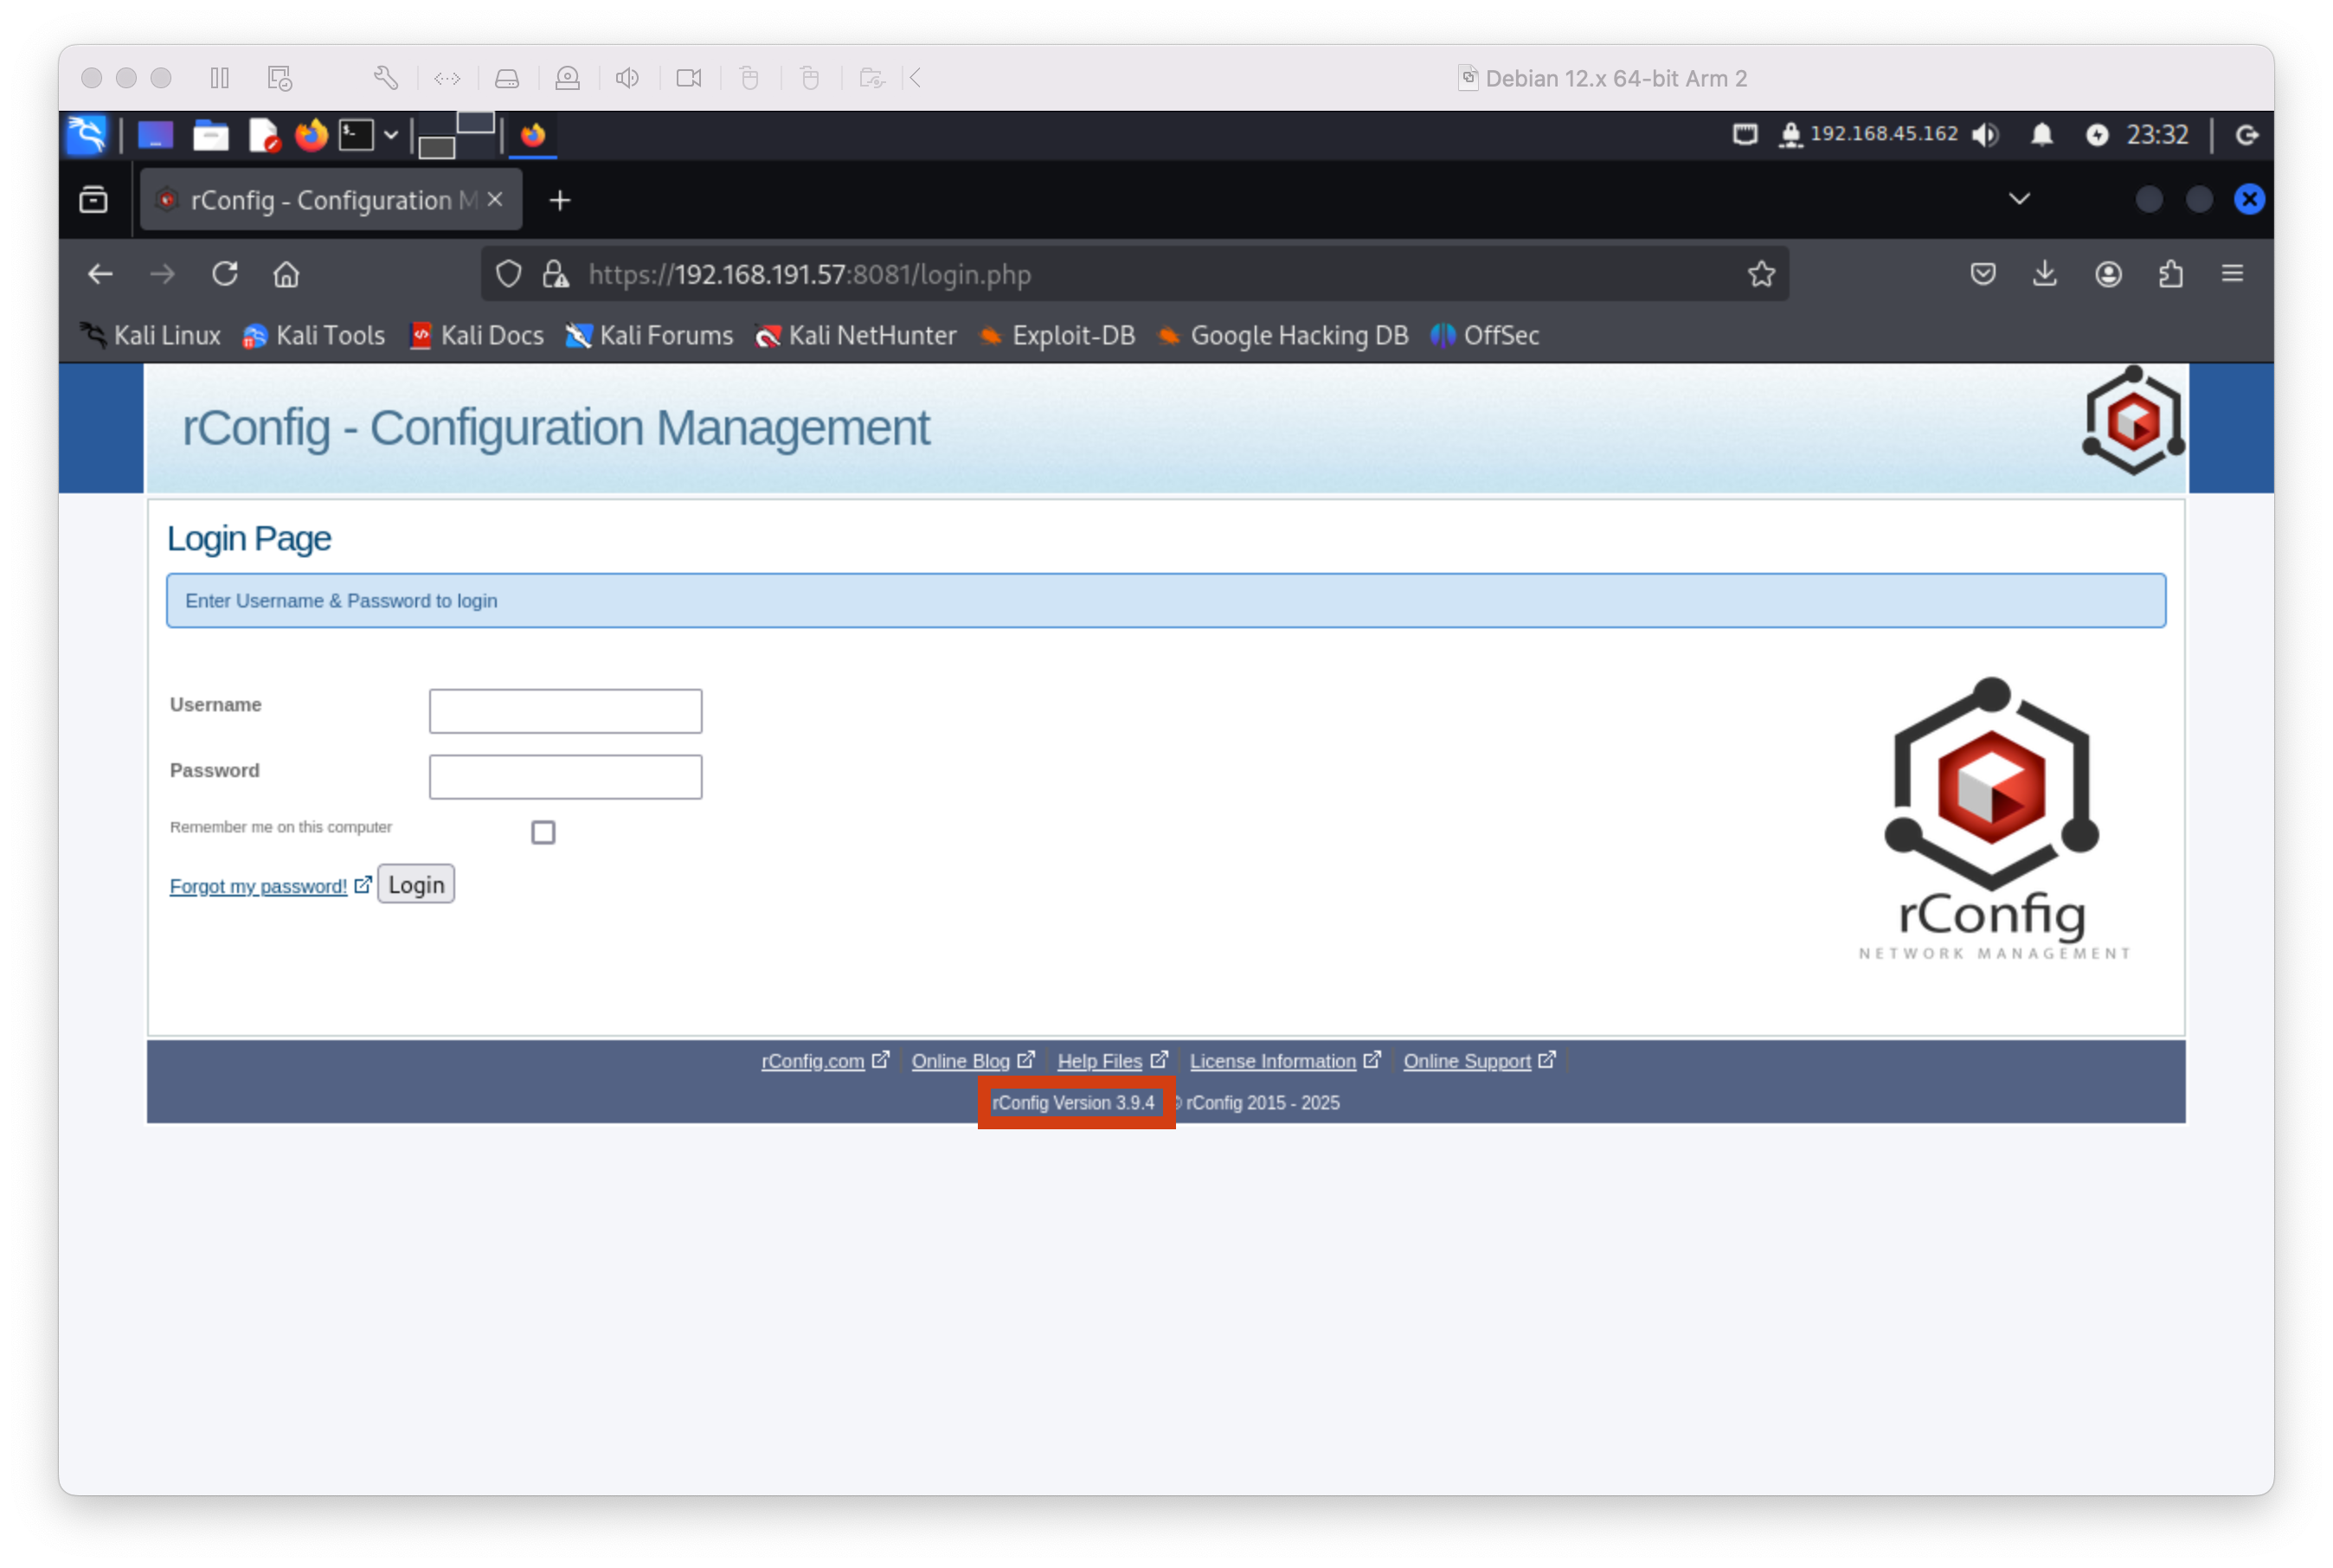 Debian 12.x 64-bit Arm 2
192.168.45.162 23:32
rConfig - Configuration M
https://192.168.191.57:8081/login.php
Kali Linux Kali Tools Kali Docs Kali Forums Kali NetHunter Exploit-DB Google Hacking DB OffSec
rConfig - Configuration Management
Login Page
Enter Username & Password to login
Username
Password
Remember me on this computer
Forgot my password! Login
rConfig
NETWORK MANAGEMENT
rConfig.com Online Blog Help Files License Information Online Support
rConfig Version 3.9.4 © rConfig 2015 - 2025